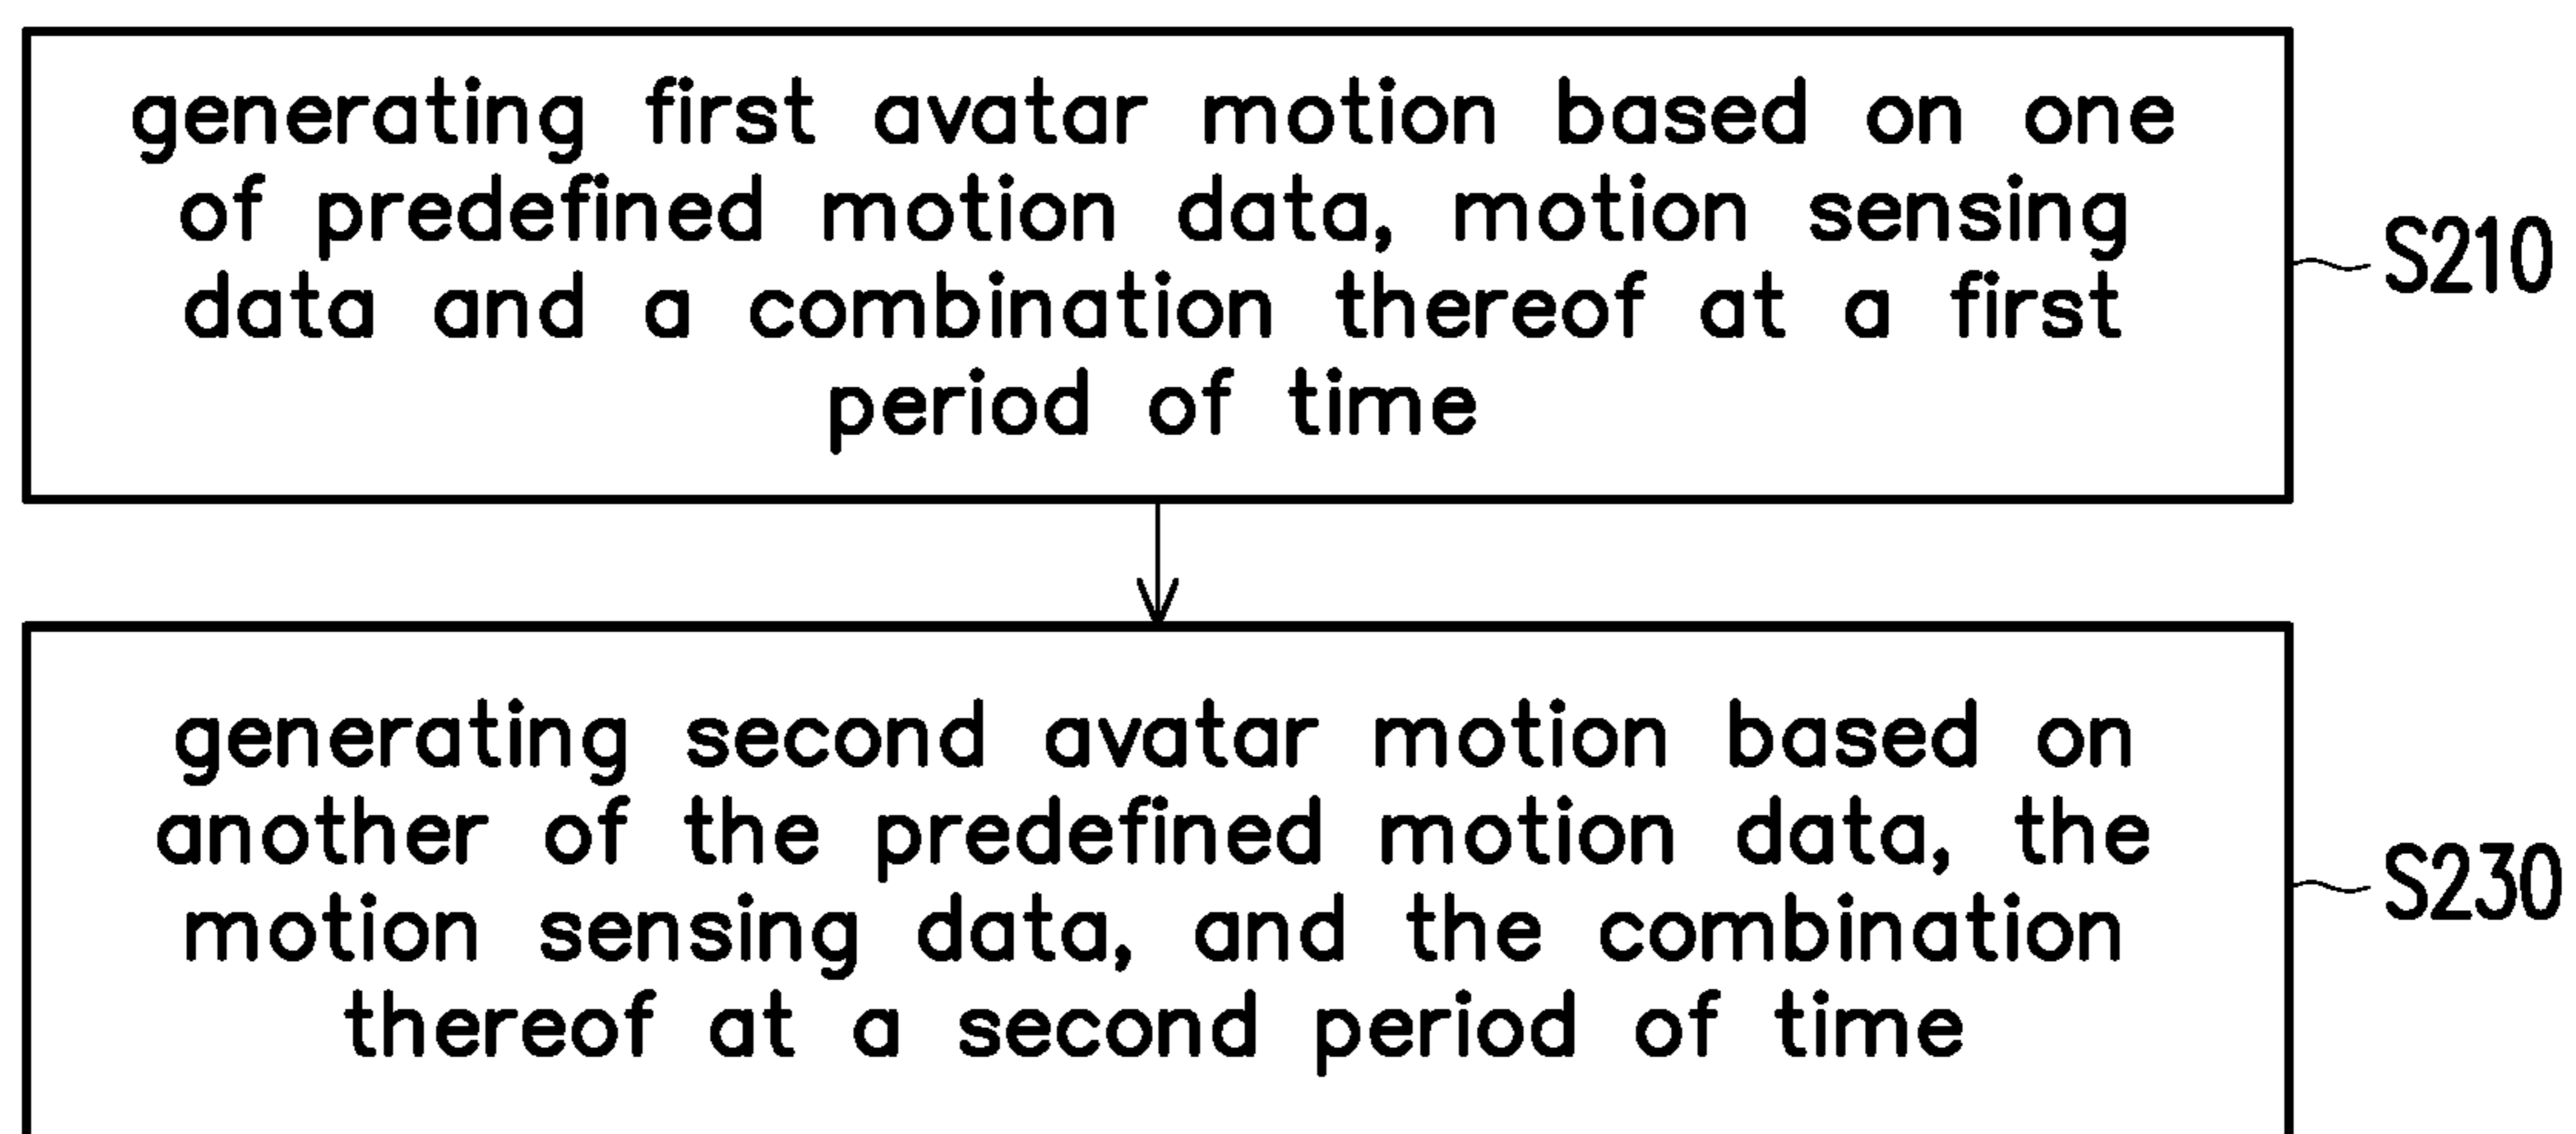 generating first avatar motion based on one
of predefined motion data, motion sensing
data and a combination thereof at a first
period of time
S210
generating second avatar motion based on
another of the predefined motion data, the
motion sensing data, and the combination
thereof at a second period of time
S230